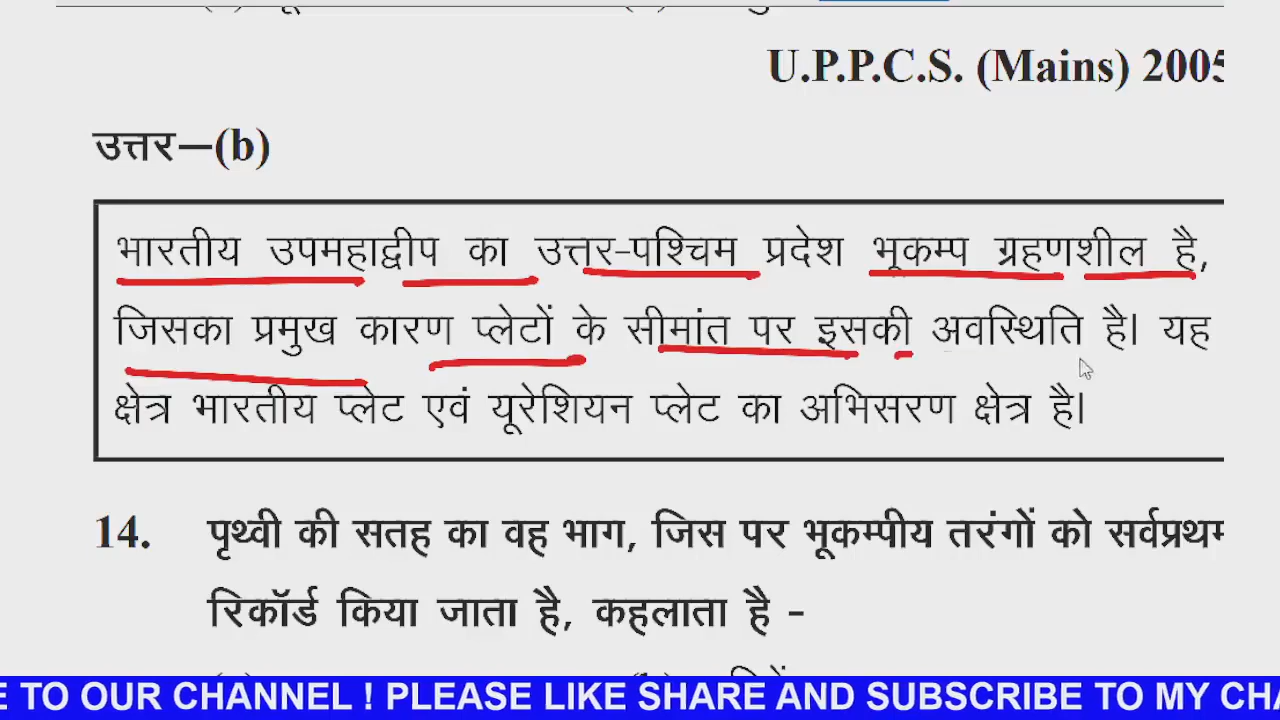 U.P.P.C.S. (Mains) 2005
उत्तर—(b)
भारतीय उपमहाद्वीप का उत्तर-पश्चिम प्रदेश भूकम्प ग्रहणशील है,
जिसका प्रमुख कारण प्लेटों के सीमांत पर इसकी अवस्थिति है। यह
क्षेत्र भारतीय प्लेट एवं यूरेशियन प्लेट का अभिसरण क्षेत्र है।
14. पृथ्वी की सतह का वह भाग, जिस पर भूकम्पीय तरंगों को सर्वप्रथम
रिकॉर्ड किया जाता है, कहलाता है -
E TO OUR CHANNEL ! PLEASE LIKE SHARE AND SUBSCRIBE TO MY CHA